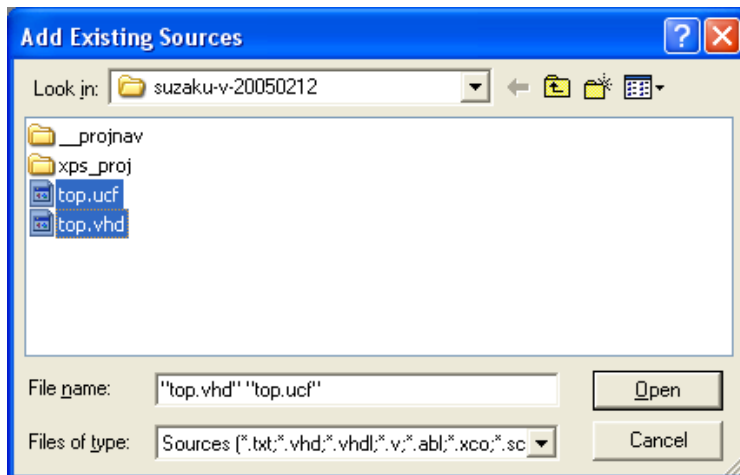 Add Existing Sources
Look in: suzaku-v-20050212
__projnav
xps_proj
top.ucf
top.vhd
File name: "top.vhd" "top.ucf"
Open
Files of type: Sources (*.txt;*.vhd;*.vhdl;*.v;*.abl;*.xco;*.sc
Cancel